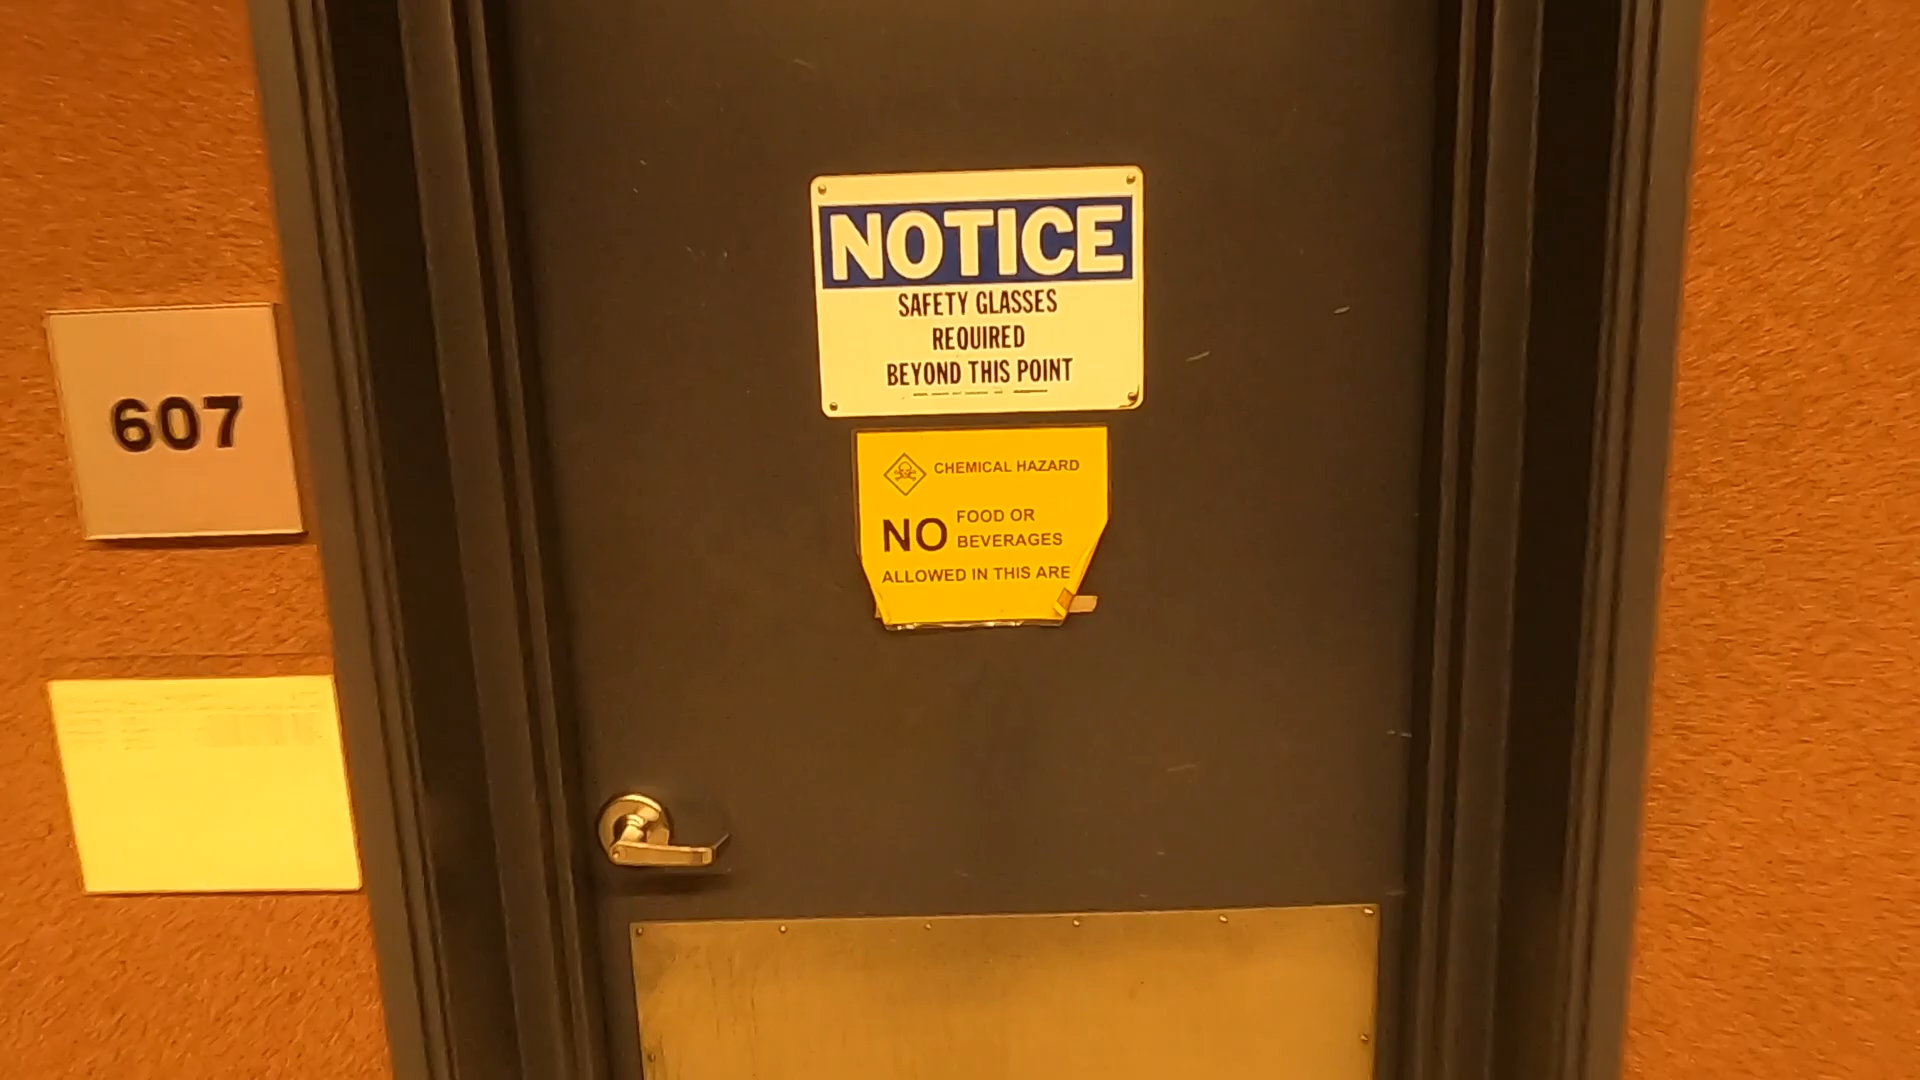 607
NOTICE
SAFETY GLASSES
REQUIRED
BEYOND THIS POINT
CHEMICAL HAZARD
NO FOOD OR
BEVERAGES
ALLOWED IN THIS ARE